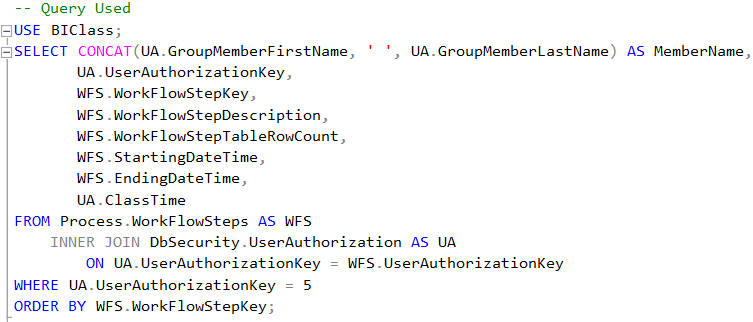 -- Query Used
USE BIClass;
SELECT CONCAT(UA.GroupMemberFirstName, ' ', UA.GroupMemberLastName) AS MemberName,
UA.UserAuthorizationKey,
WFS.WorkFlowStepKey,
WFS.WorkFlowStepDescription,
WFS.WorkFlowStepTableRowCount,
WFS.StartingDateTime,
WFS.EndingDateTime,
UA.ClassTime
FROM Process.WorkFlowSteps AS WFS
INNER JOIN DbSecurity.UserAuthorization AS UA
ON UA.UserAuthorizationKey = WFS.UserAuthorizationKey
WHERE UA.UserAuthorizationKey = 5
ORDER BY WFS.WorkFlowStepKey;